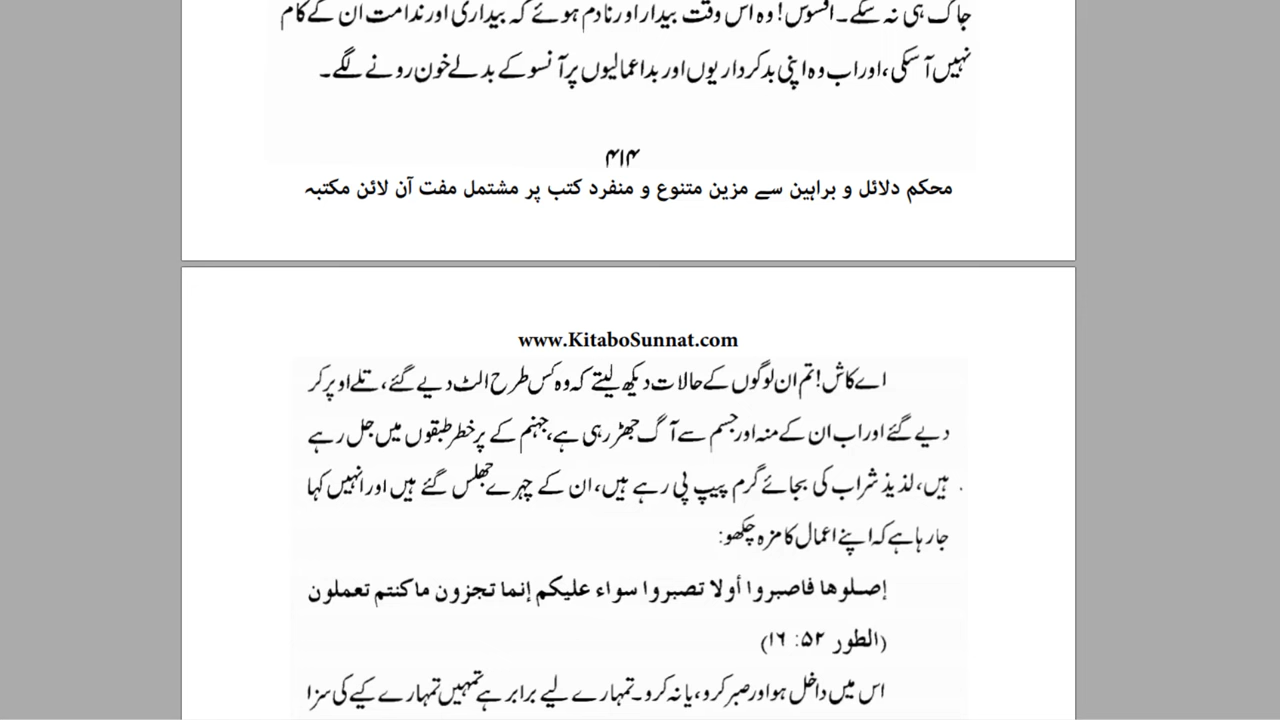 جاگ ہی نہ سکے۔ افسوس! وہ اس وقت بیدار اور نادم ہوئے کہ بیداری اور ندامت ان کے کام
نہیں آ سکی، اور اب وہ اپنی بدکرداریوں اور بداعمالیوں پر آنسو کے بدلے خون رونے لگے۔
۴۱۴
محکم دلائل و براہین سے مزین متنوع و منفرد کتب پر مشتمل مفت آن لائن مکتبہ
www.KitaboSunnat.com
اے کاش! تم ان لوگوں کے حالات دیکھ لیتے کہ وہ کس طرح الٹ دیے گئے، تلے اوپر کر
دیے گئے اور اب ان کے منہ اور جسم سے آگ جھڑ رہی ہے، جہنم کے پرخطر طبقوں میں جل رہے
ہیں، لذیذ شراب کی بجائے گرم پیپ پی رہے ہیں، ان کے چہرے جھلس گئے ہیں اور انہیں کہا
جا رہا ہے کہ اپنے اعمال کا مزہ چکھو:
إصلوها فاصبروا أولا تصبروا سواء عليكم إنما تجزون ما كنتم تعملون
(الطور ۵۲: ۱۶)
اس میں داخل ہو اور صبر کرو، یا نہ کرو۔ تمہارے لیے برابر ہے تمہیں تمہارے کیے کی سزا